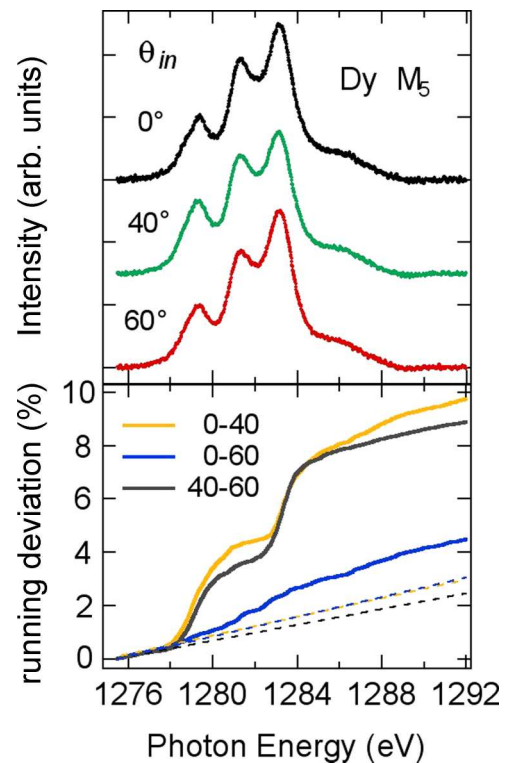 θin
Dy M5
0°
40°
60°
Intensity (arb. units)
10
8
6
4
2
0
0-40
0-60
40-60
running deviation (%)
1276 1280 1284 1288 1292
Photon Energy (eV)